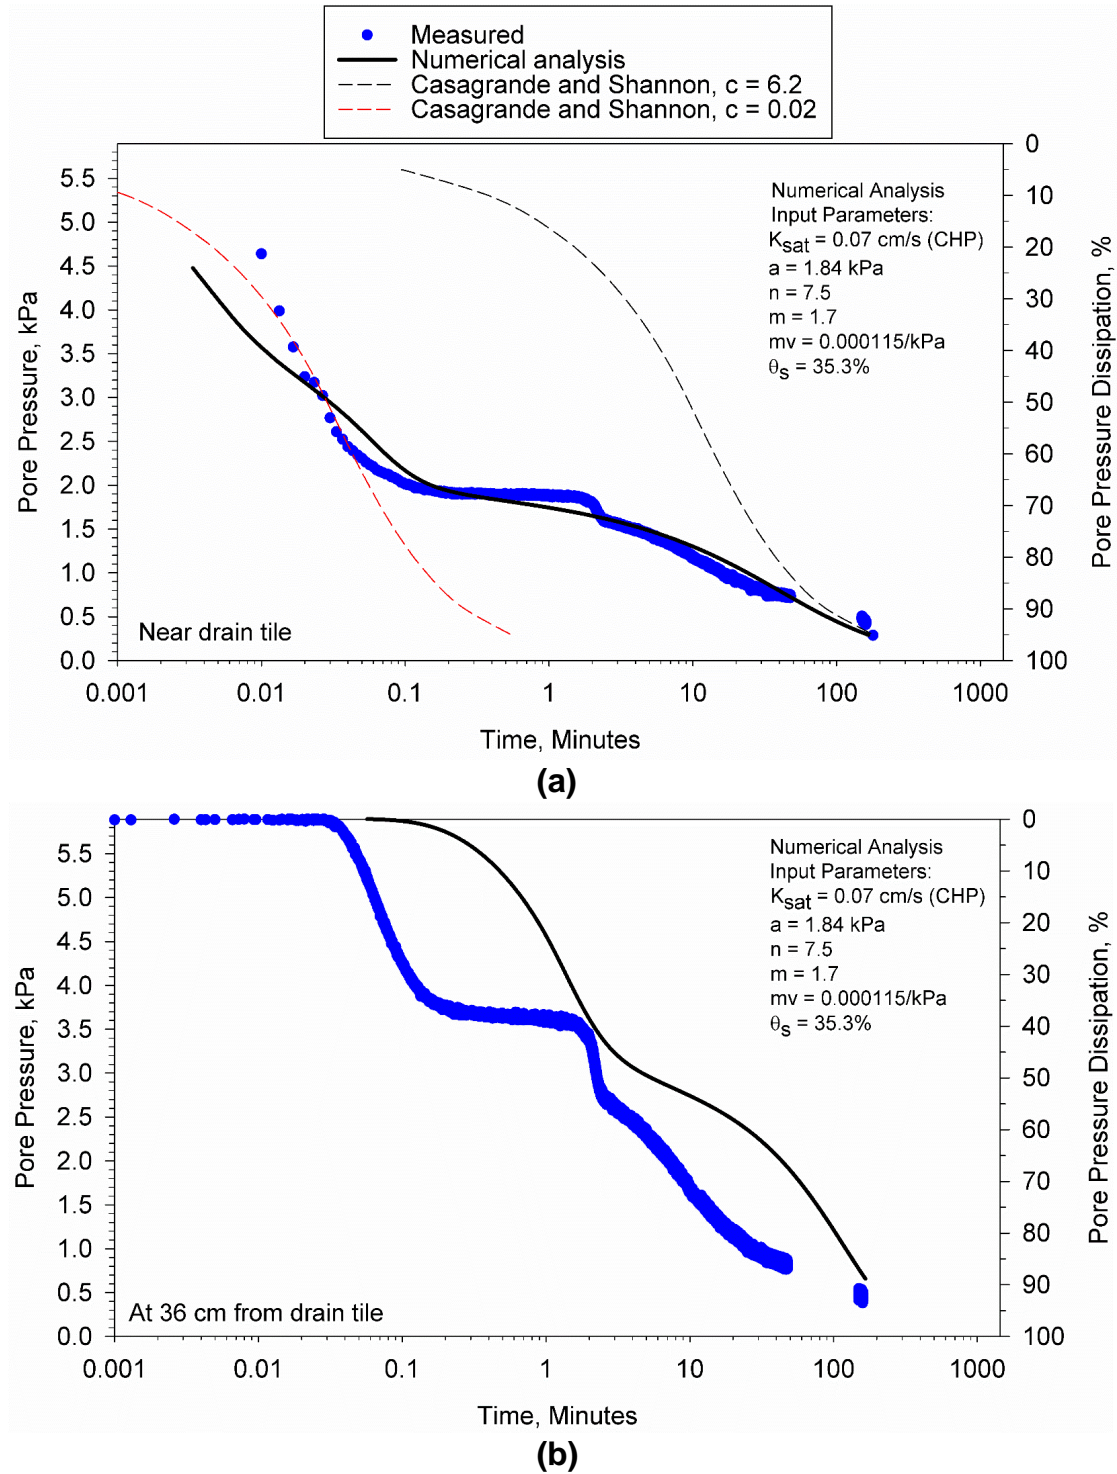 Measured
Numerical analysis
Casagrande and Shannon, c = 6.2
Casagrande and Shannon, c = 0.02
Pore Pressure, kPa
5.5
5.0
4.5
4.0
3.5
3.0
2.5
2.0
1.5
1.0
0.5
0.0
Numerical Analysis
Input Parameters:
Ksat = 0.07 cm/s (CHP)
a = 1.84 kPa
n = 7.5
m = 1.7
mv = 0.000115/kPa
θs = 35.3%
Near drain tile
0
10
20
30
40
50
60
70
80
90
100
Pore Pressure Dissipation, %
0.001 0.01 0.1 1 10 100 1000
Time, Minutes
(a)
Pore Pressure, kPa
5.5
5.0
4.5
4.0
3.5
3.0
2.5
2.0
1.5
1.0
0.5
0.0
Numerical Analysis
Input Parameters:
Ksat = 0.07 cm/s (CHP)
a = 1.84 kPa
n = 7.5
m = 1.7
mv = 0.000115/kPa
θs = 35.3%
At 36 cm from drain tile
0
10
20
30
40
50
60
70
80
90
100
Pore Pressure Dissipation, %
0.001 0.01 0.1 1 10 100 1000
Time, Minutes
(b)